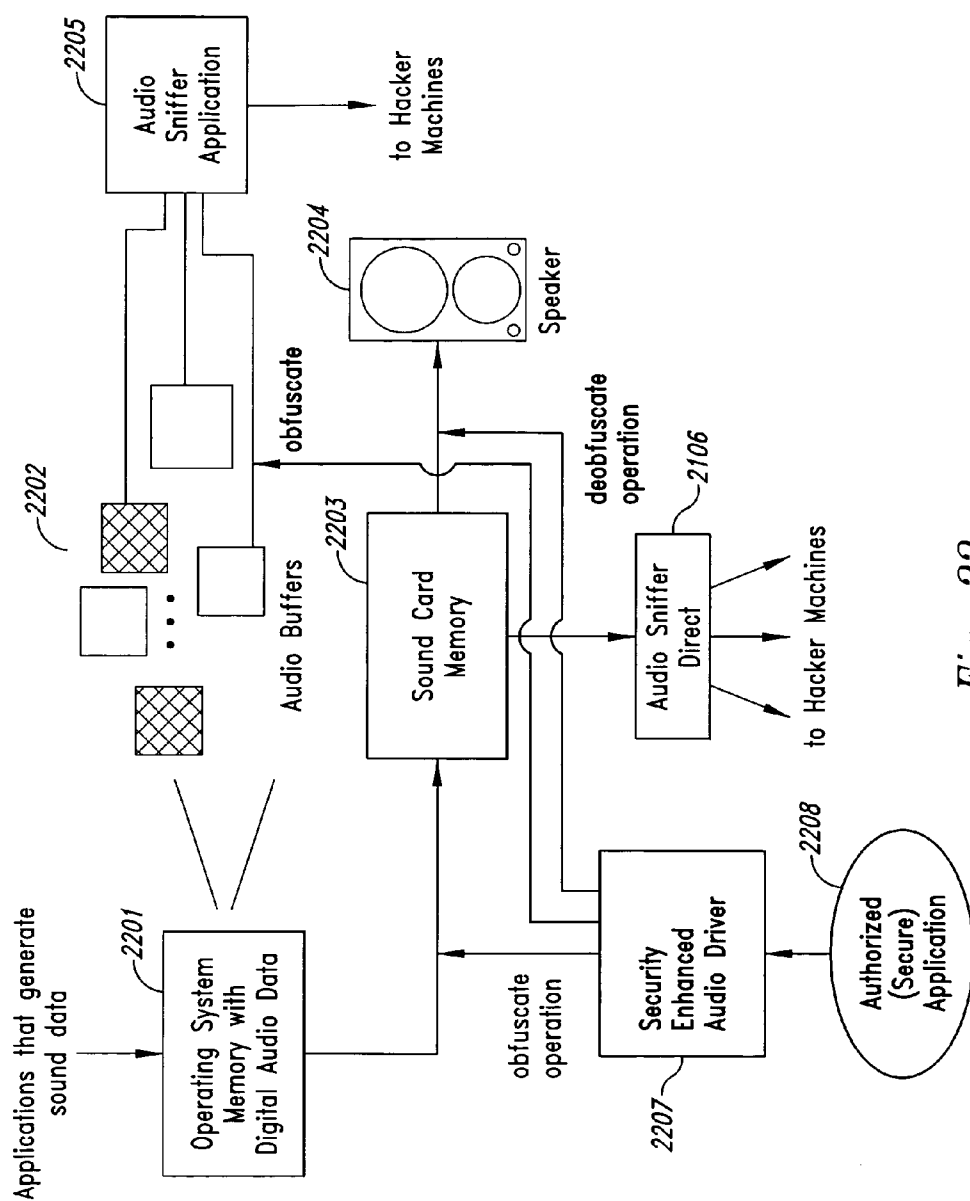 Applications that generate
sound data
2201
Operating System
Memory with
Digital Audio Data
2202
Audio Buffers
2205
Audio
Sniffer
Application
to Hacker
Machines
obfuscate
2203
Sound Card
Memory
2204
Speaker
obfuscate
operation
deobfuscate
operation
2207
Security
Enhanced
Audio Driver
2106
Audio Sniffer
Direct
to Hacker Machines
2208
Authorized
(Secure)
Application